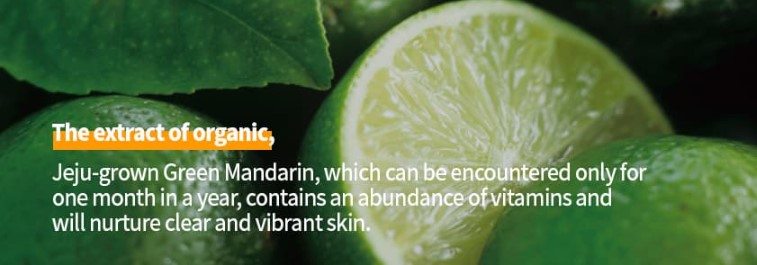 The extract of organic,
Jeju-grown Green Mandarin, which can be encountered only for
one month in a year, contains an abundance of vitamins and
will nurture clear and vibrant skin.